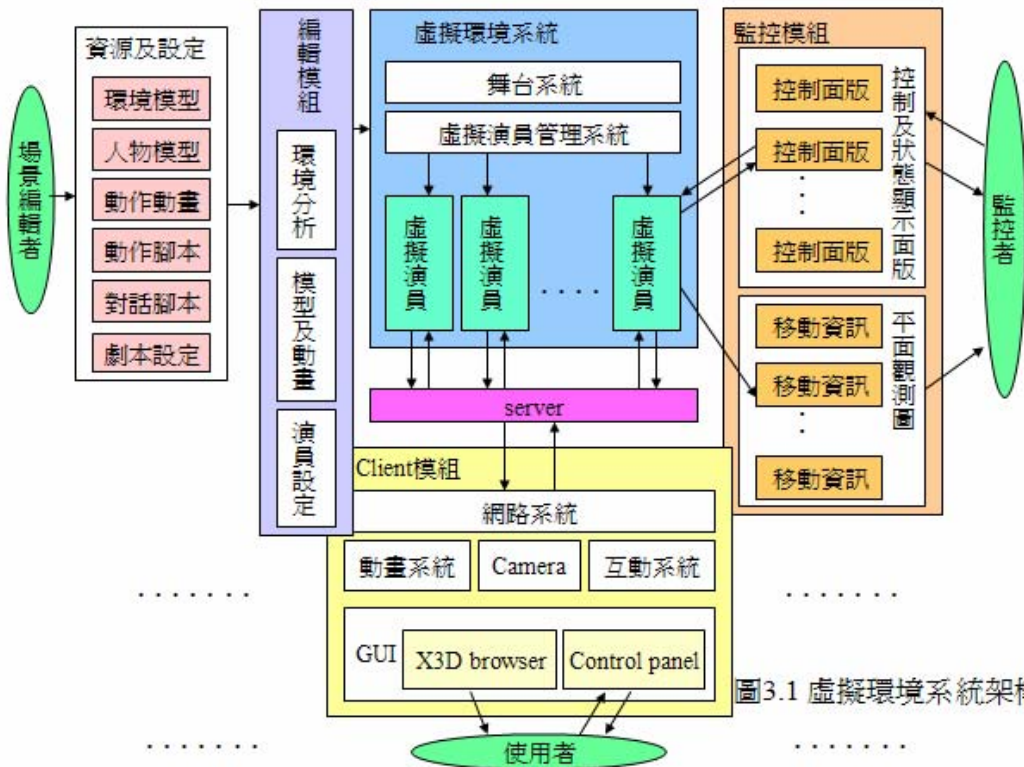 場景編輯者
資源及設定
環境模型
人物模型
動作動畫
動作腳本
對話腳本
劇本設定
編輯模組
環境分析
模型及動畫
演員設定
虛擬環境系統
舞台系統
虛擬演員管理系統
虛擬演員
虛擬演員
. . . .
虛擬演員
server
Client模組
網路系統
動畫系統
Camera
互動系統
GUI
X3D browser
Control panel
使用者
監控模組
控制面版
控制面版
控制面版
控制及狀態顯示面版
移動資訊
移動資訊
移動資訊
平面觀測圖
監控者
圖3.1 虛擬環境系統架